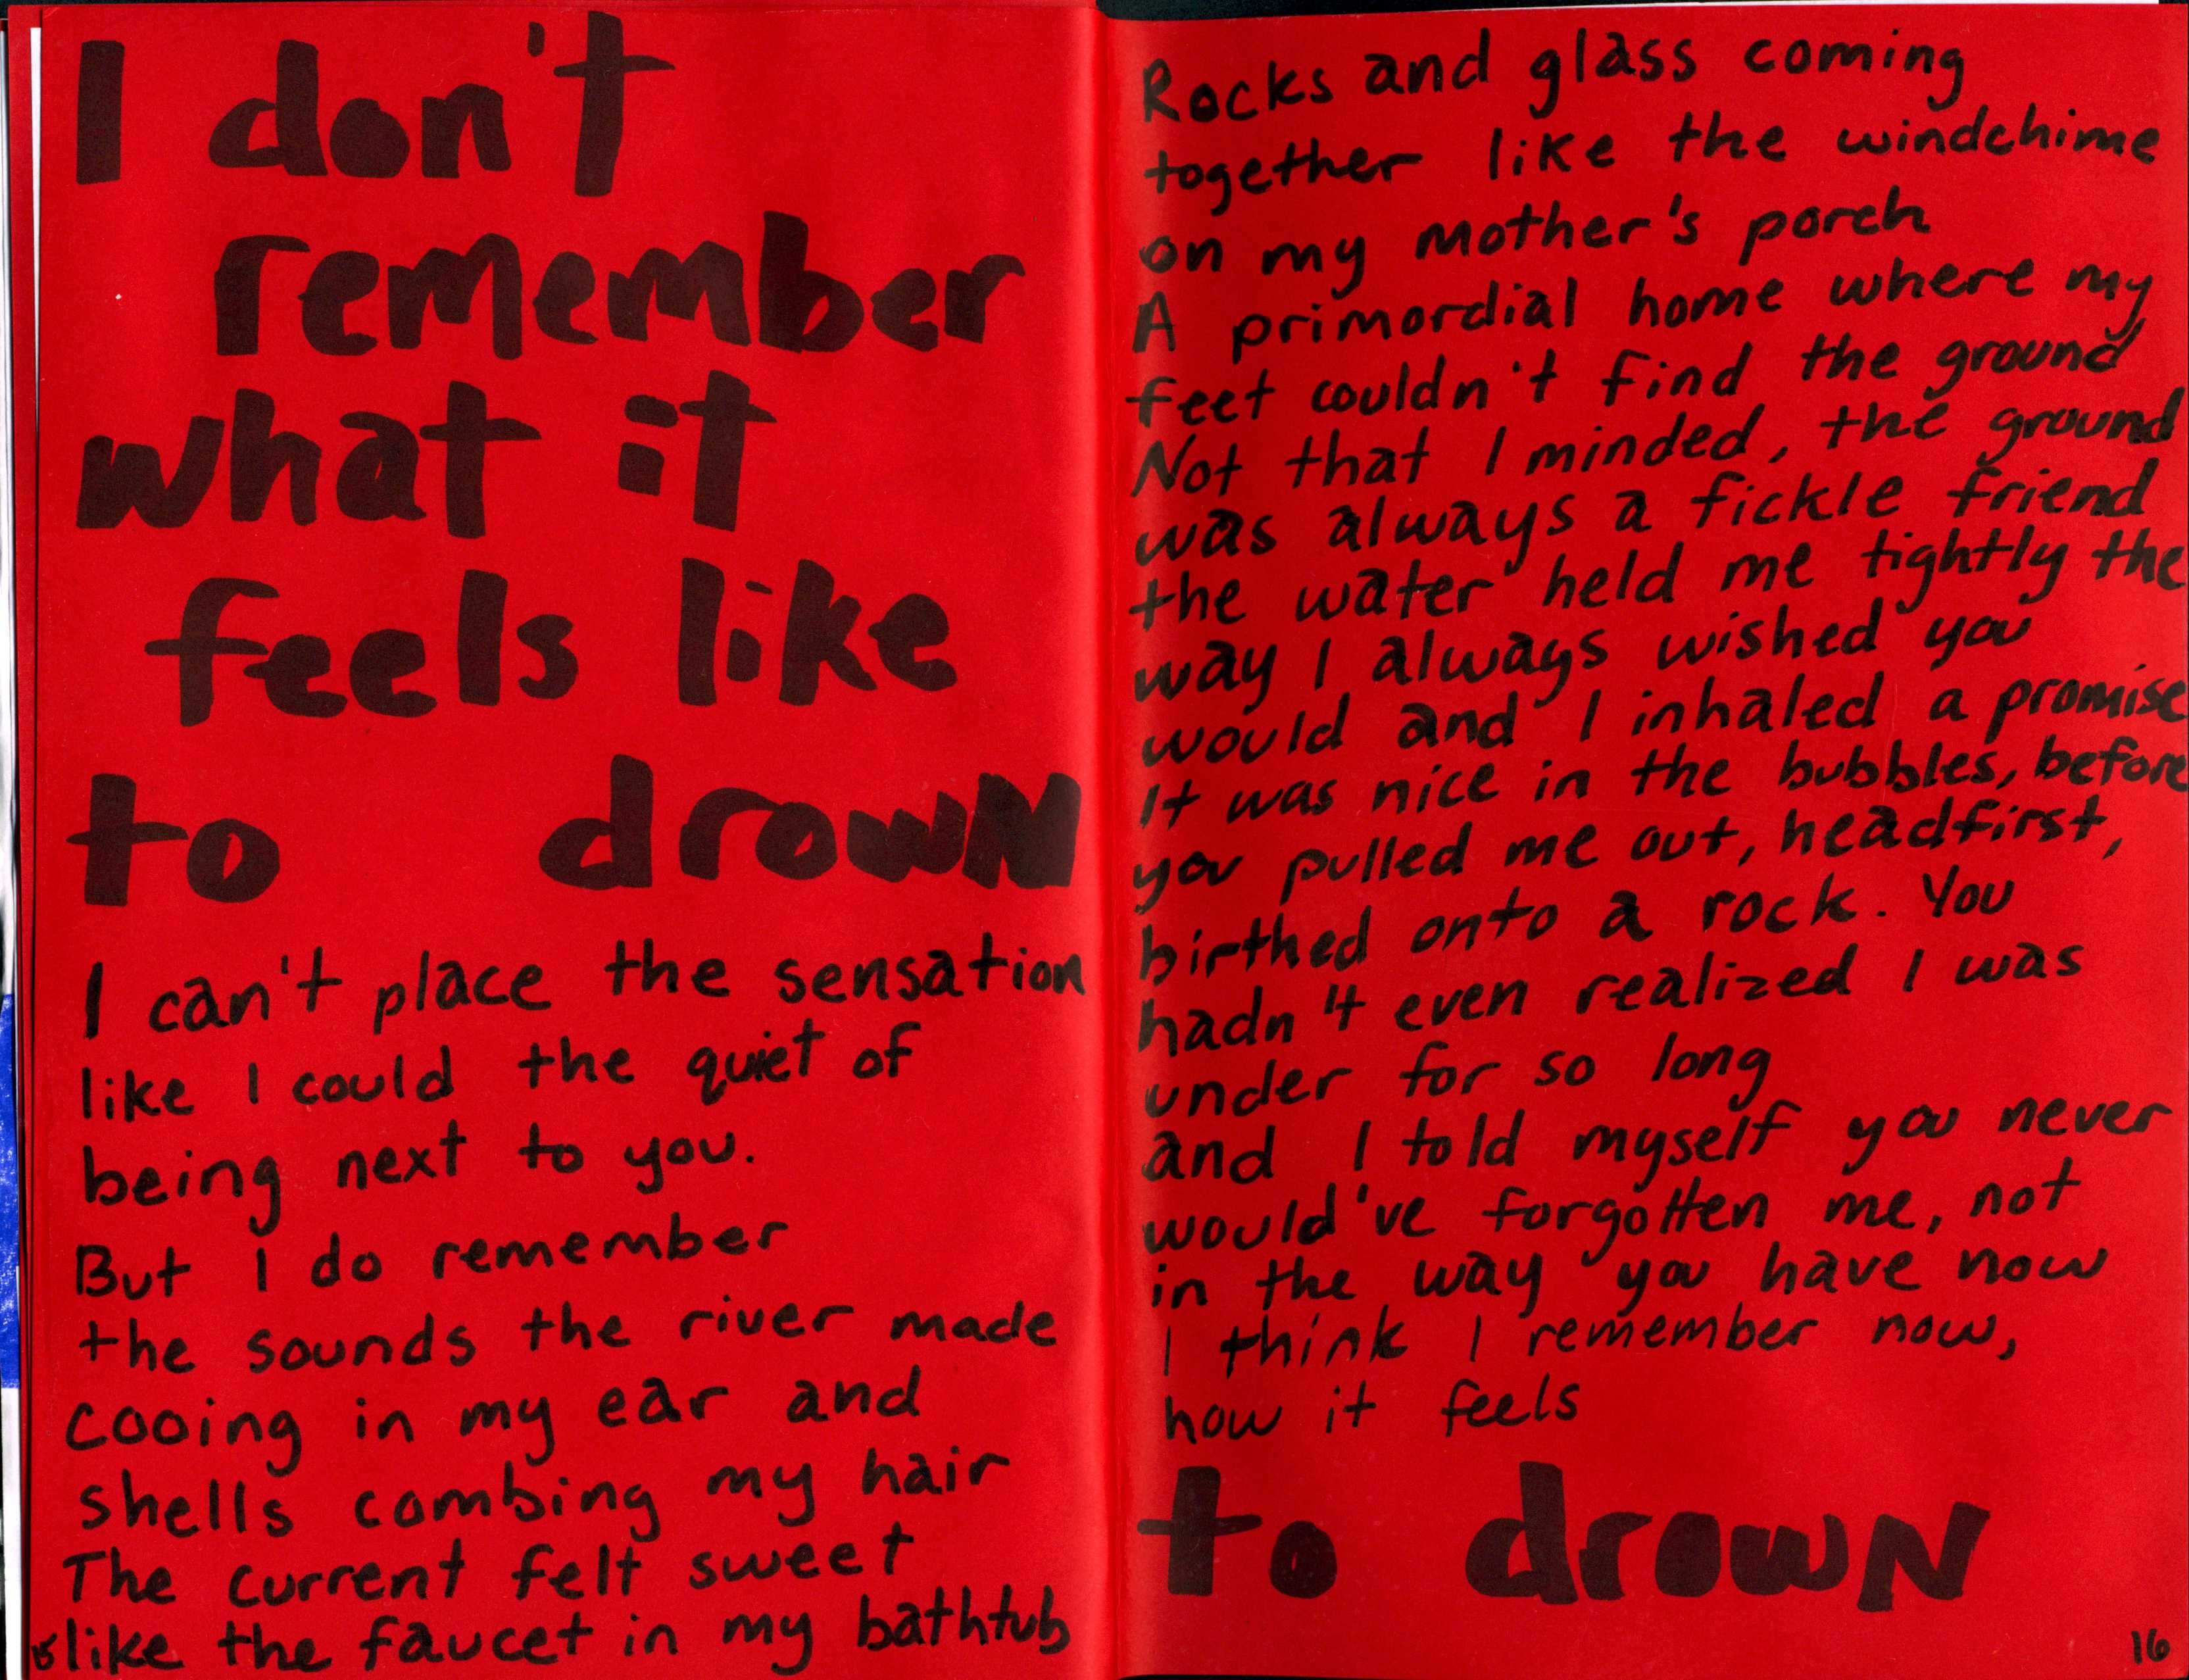 I don't
remember
what it
feels like
to drown
I can't place the sensation
like I could the quiet of
being next to you.
But I do remember
the sounds the river made
cooing in my ear and
shells combing my hair
The current felt sweet
like the faucet in my bathtub
15
Rocks and glass coming
together like the windchime
on my mother's porch
A primordial home where my
feet couldn't find the ground
Not that I minded, the ground
was always a fickle friend
the water held me tightly the
way I always wished you
would and I inhaled a promise
It was nice in the bubbles, before
you pulled me out, headfirst,
birthed onto a rock. You
hadn't even realized I was
under for so long
and I told myself you never
would've forgotten me, not
in the way you have now
I think I remember now,
how it feels
to drown
16